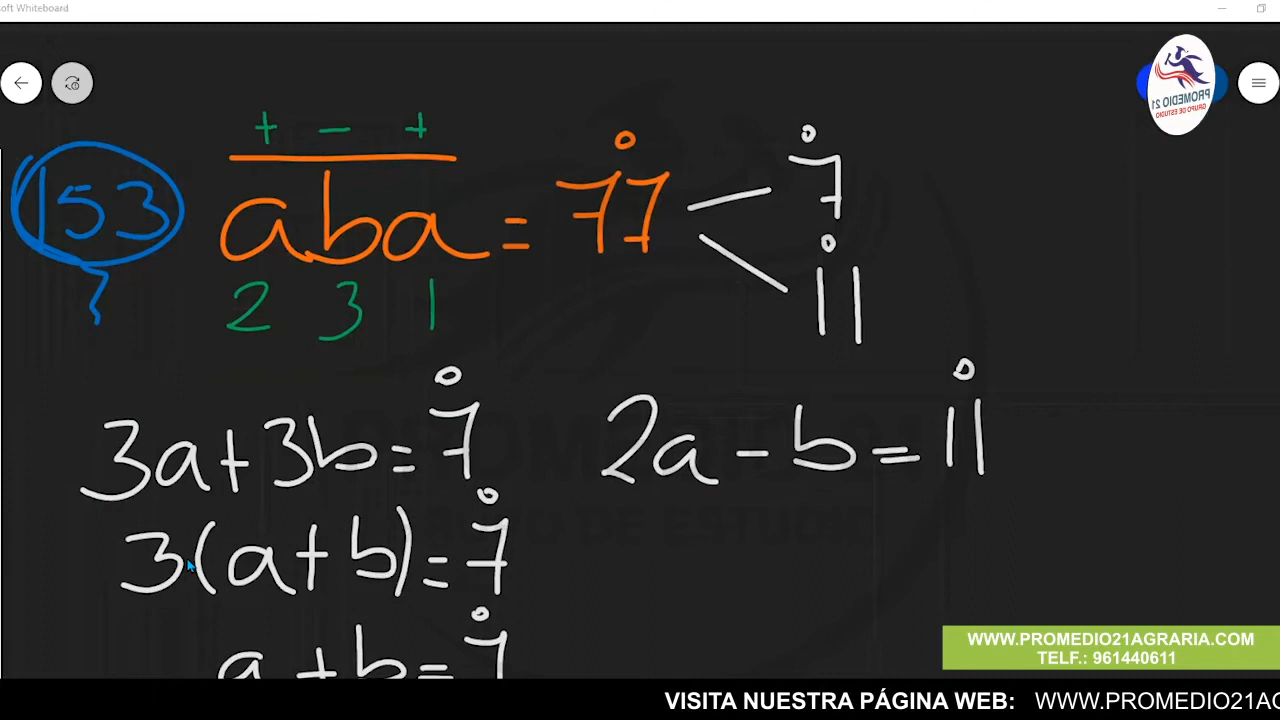 soft Whiteboard
PROMEDIO 21
GRUPO DE ESTUDIO
+ - +
153 aba = 77 7
2 3 1 11
3a+3b=7 2a-b=11
3(a+b)=7
a+b=7
WWW.PROMEDIO21AGRARIA.COM
TELF.: 961440611
VISITA NUESTRA PÁGINA WEB: WWW.PROMEDIO21AG